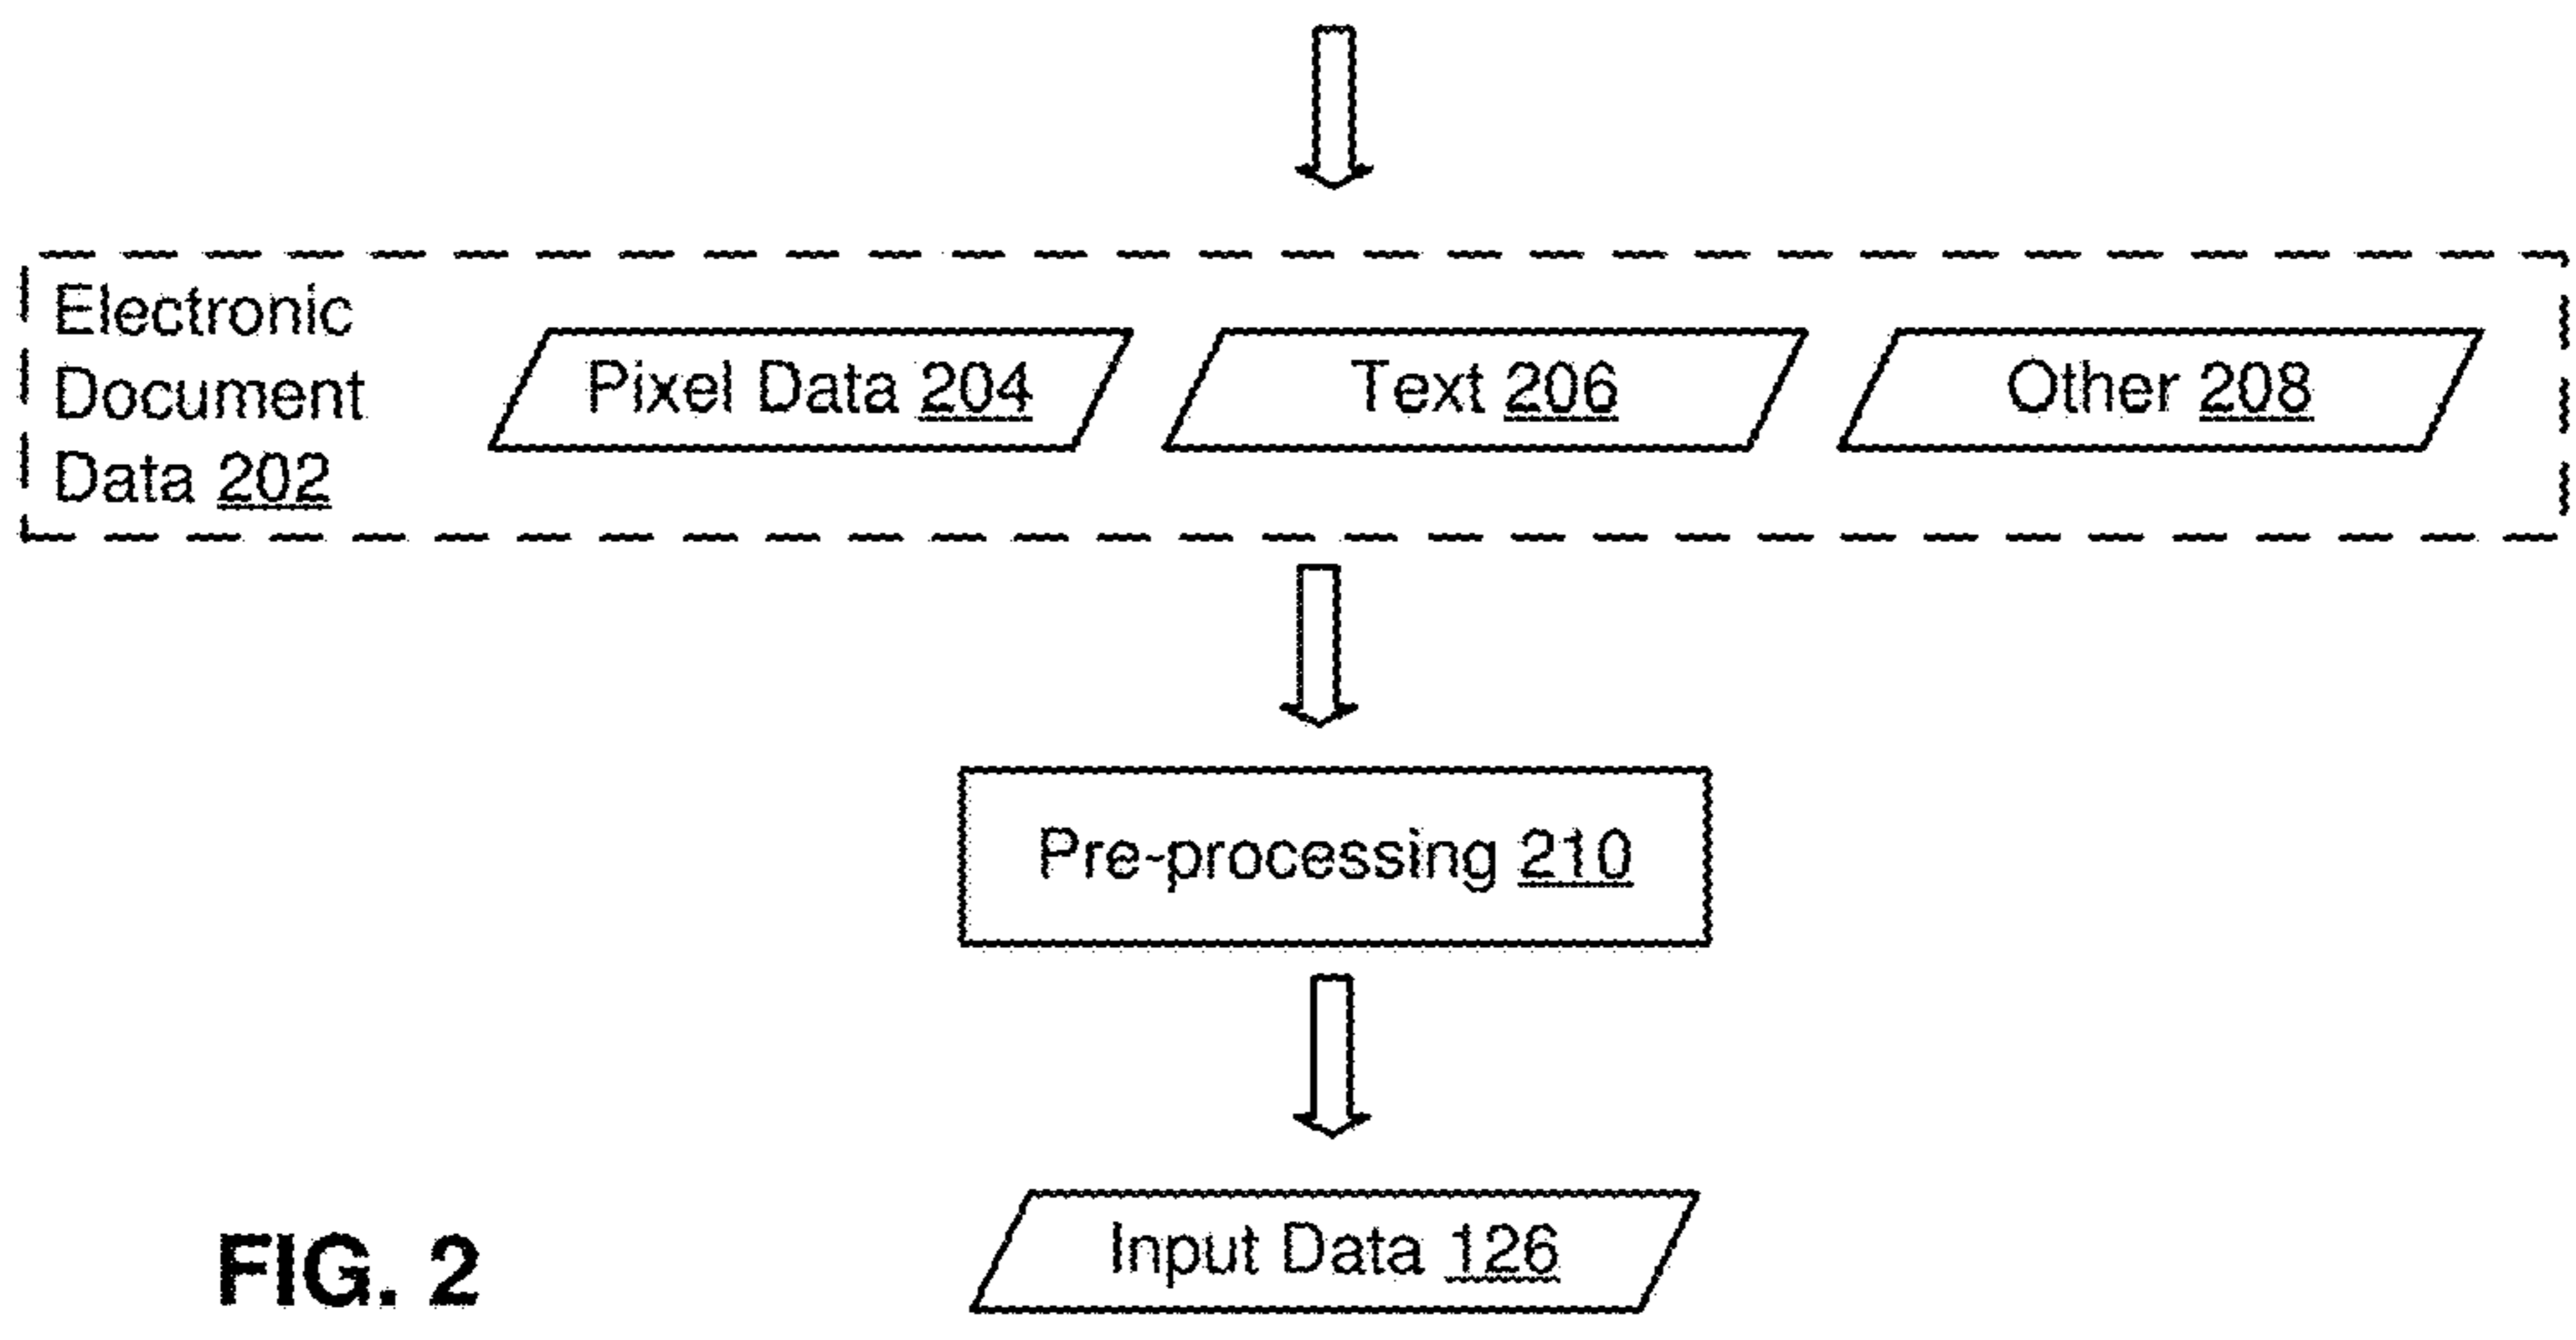 Electronic
Document
Data 202
Pixel Data 204
Text 206
Other 208
Pre-processing 210
Input Data 126
FIG. 2